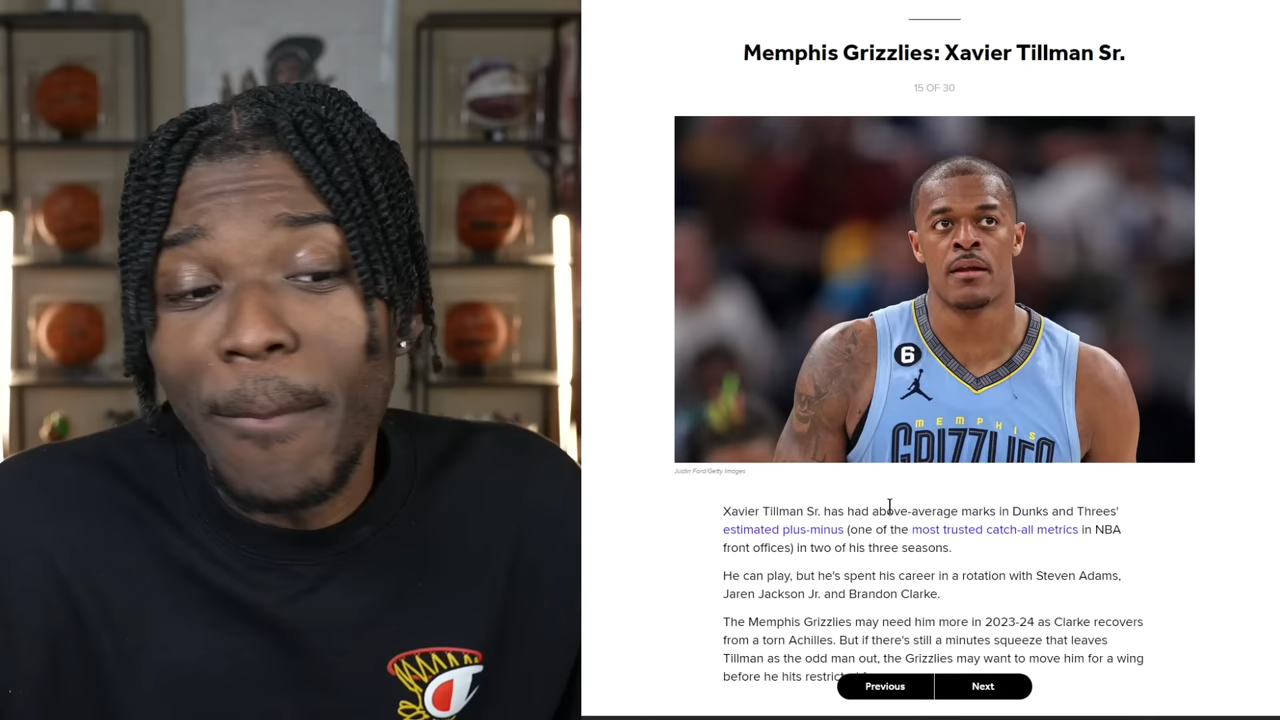 Memphis Grizzlies: Xavier Tillman Sr.
15 OF 30
6
MEMPHIS
GRIZZLIES
Justin Ford/Getty Images
Xavier Tillman Sr. has had above-average marks in Dunks and Threes'
estimated plus-minus (one of the most trusted catch-all metrics in NBA
front offices) in two of his three seasons.
He can play, but he's spent his career in a rotation with Steven Adams,
Jaren Jackson Jr. and Brandon Clarke.
The Memphis Grizzlies may need him more in 2023-24 as Clarke recovers
from a torn Achilles. But if there's still a minutes squeeze that leaves
Tillman as the odd man out, the Grizzlies may want to move him for a wing
before he hits
Previous Next